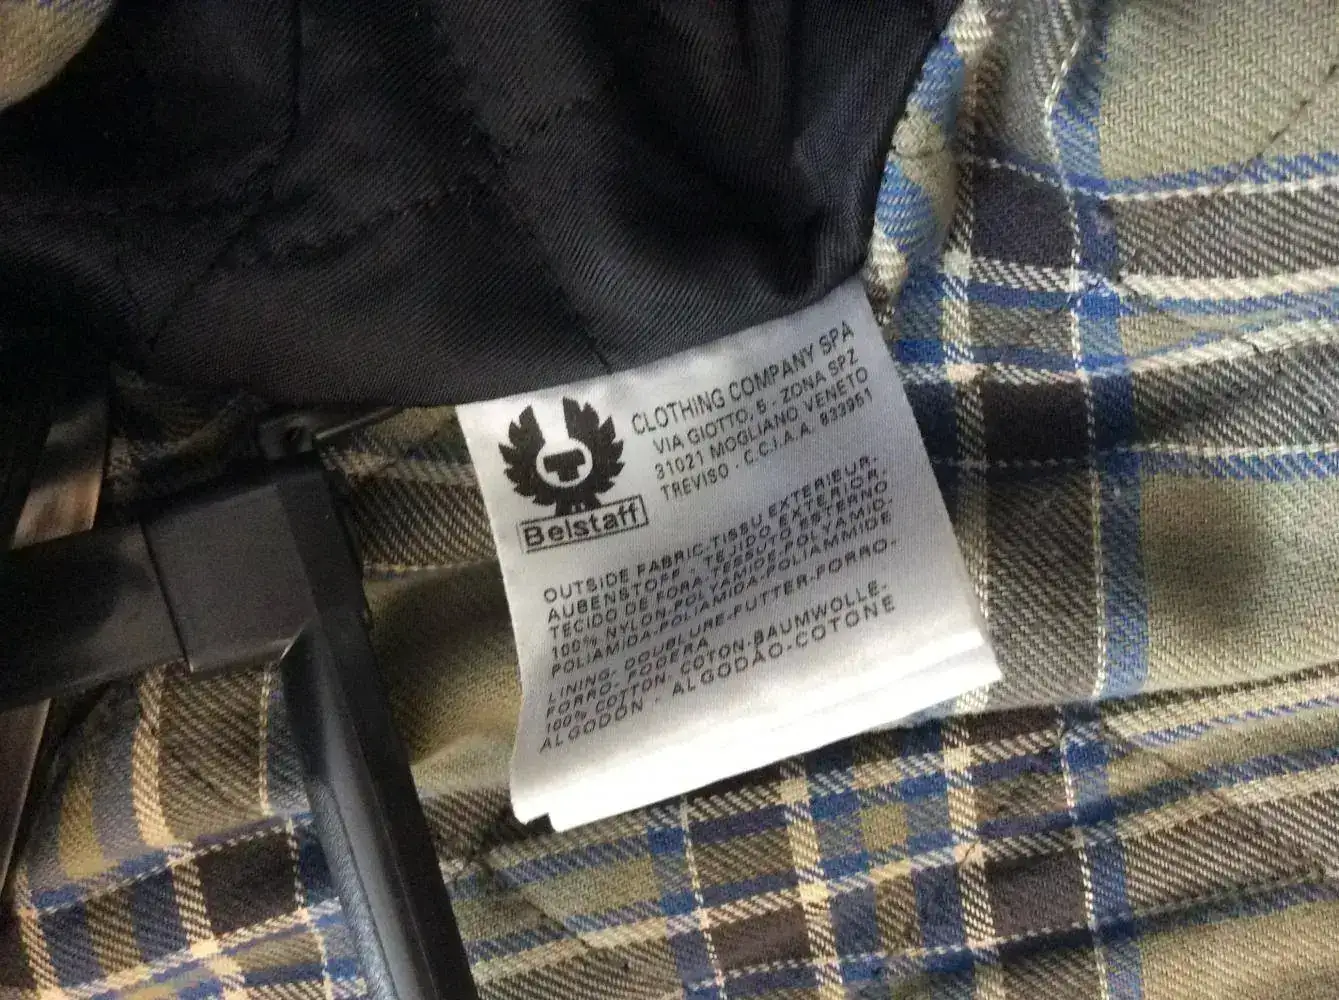 CLOTHING COMPANY SPA
VIA GIOTTO, 5 - ZONA SPZ
31021 MOGLIANO VENETO
TREVISO - C.C.I.A.A. 833951
Belstaff
OUTSIDE FABRIC-TISSU EXTERIEUR-
AUBENSTOFF - TEJIDO EXTERIOR-
TECIDO DE FORA-TESSUTO ESTERNO
100% NYLON-POLYAMIDE-POLYAMID-
POLIAMIDA-POLIAMIDA-POLIAMMIDE
LINING- DOUBLURE-FUTTER-FORRO-
FORRO- FODERA
100% COTTON- COTON-BAUMWOLLE-
ALGODON - ALGODAO-COTONE